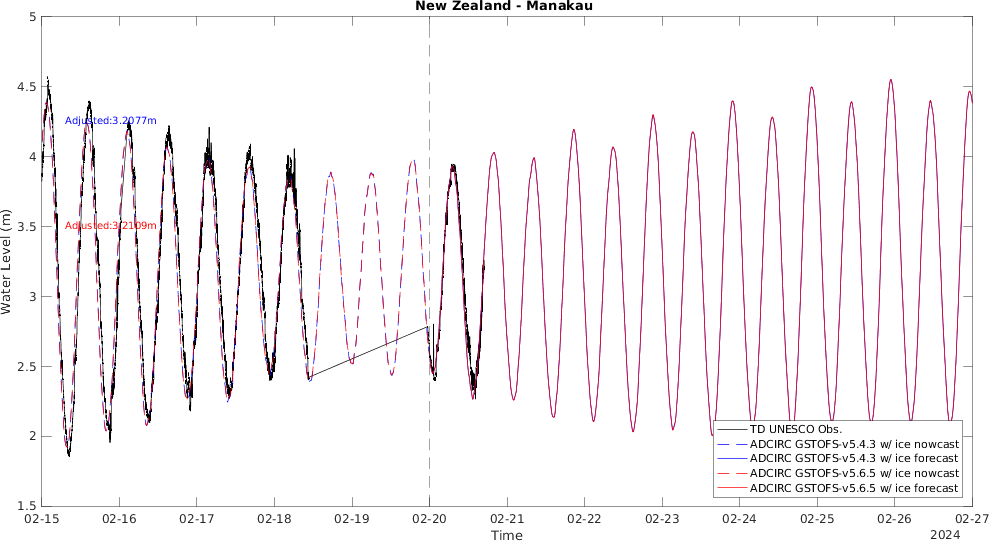 New Zealand - Manakau
5
4.5
4
3.5
3
2.5
2
1.5
Water Level (m)
Adjusted:3.2077m
Adjusted:3.2109m
TD UNESCO Obs.
ADCIRC GSTOFS-v5.4.3 w/ ice nowcast
ADCIRC GSTOFS-v5.4.3 w/ ice forecast
ADCIRC GSTOFS-v5.6.5 w/ ice nowcast
ADCIRC GSTOFS-v5.6.5 w/ ice forecast
02-15 02-16 02-17 02-18 02-19 02-20 02-21 02-22 02-23 02-24 02-25 02-26 02-27
Time
2024